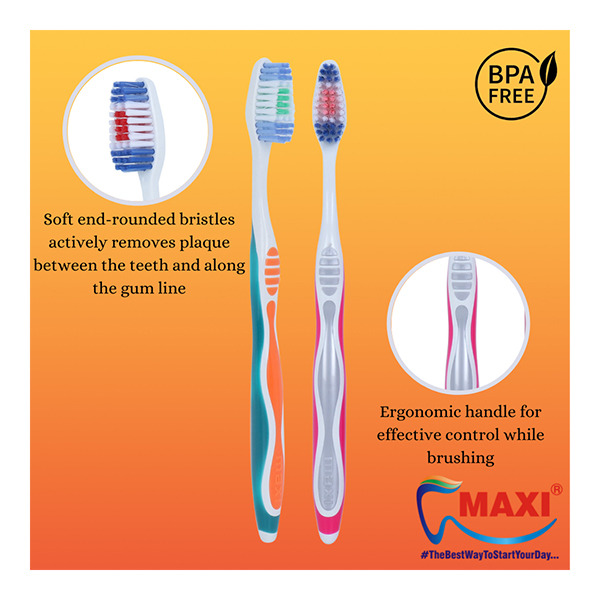 BPA
FREE
Soft end-rounded bristles
actively removes plaque
between the teeth and along
the gum line
Ergonomic handle for
effective control while
brushing
MAXI®
#TheBestWayToStartYourDay...